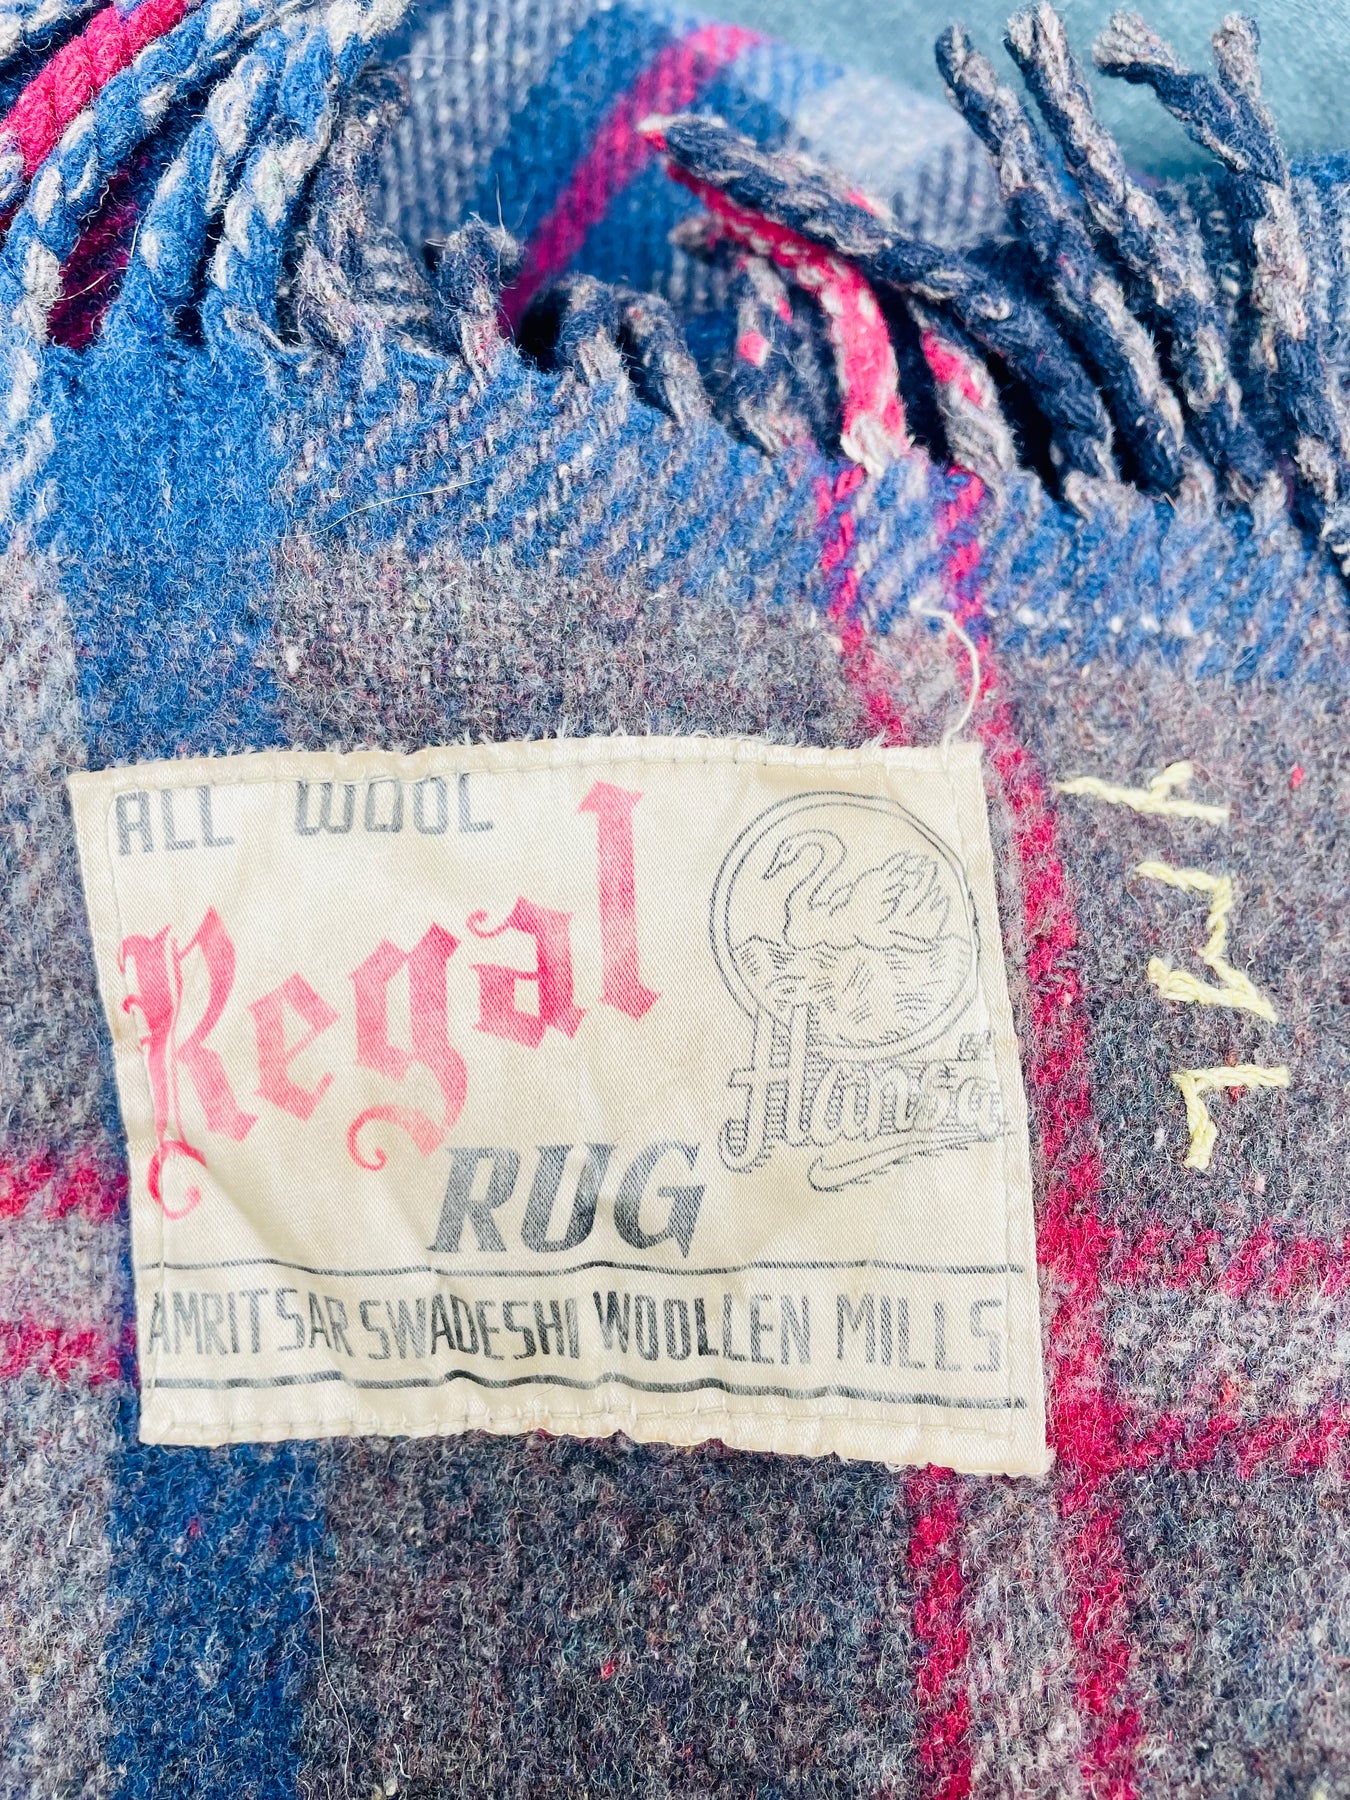 ALL WOOL
Regal
Hansa
RUG
AMRITSAR SWADESHI WOOLLEN MILLS